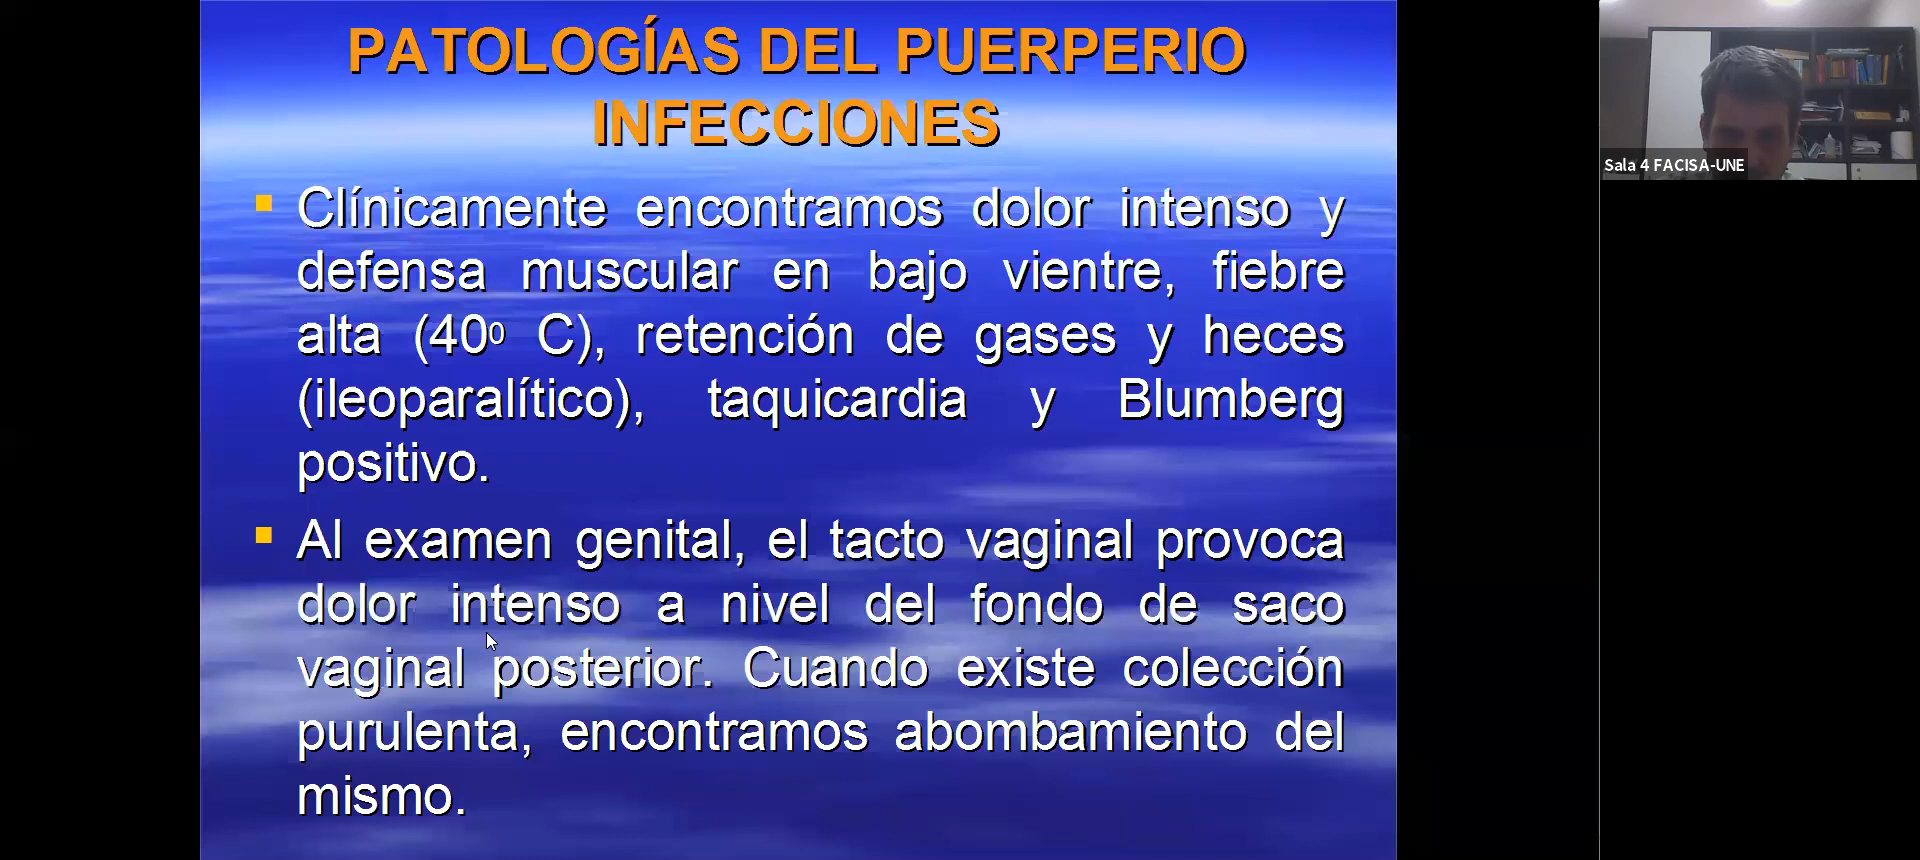 PATOLOGÍAS DEL PUERPERIO
INFECCIONES
Clínicamente encontramos dolor intenso y
defensa muscular en bajo vientre, fiebre
alta (40⁰ C), retención de gases y heces
(ileoparalítico), taquicardia y Blumberg
positivo.
Al examen genital, el tacto vaginal provoca
dolor intenso a nivel del fondo de saco
vaginal posterior. Cuando existe colección
purulenta, encontramos abombamiento del
mismo.
Sala 4 FACISA-UNE